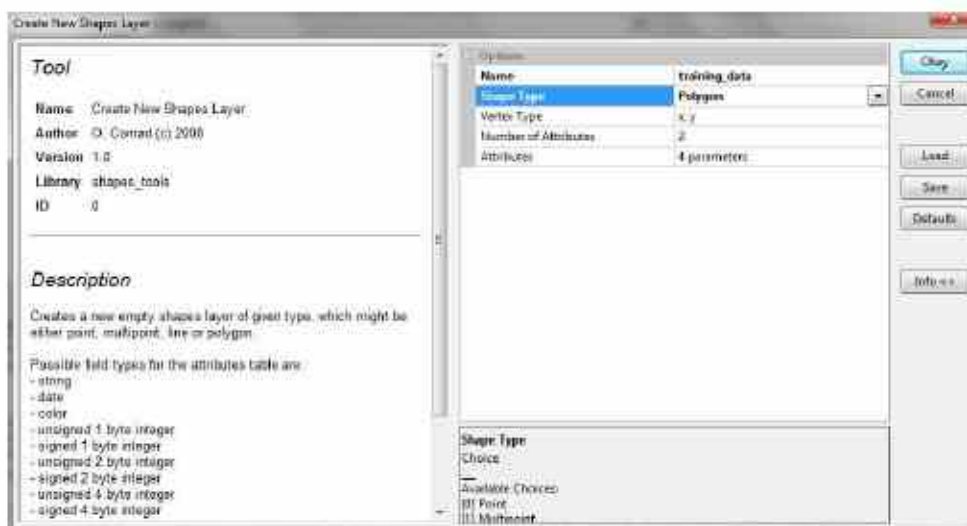 Create New Shapes Layer
Tool
Name Create New Shapes Layer
Author O. Conrad (c) 2008
Version 1.0
Library shapes_tools
ID 0
Description
Creates a new empty shapes layer of given type, which might be
either point, multipoint, line or polygon.
Possible field types for the attributes table are:
- string
- date
- color
- unsigned 1 byte integer
- signed 1 byte integer
- unsigned 2 byte integer
- signed 2 byte integer
- unsigned 4 byte integer
- signed 4 byte integer
Options
Name training_data
Shape Type Polygon
Vertex Type x, y
Number of Attributes 2
Attributes 4 parameters
Shape Type
Choice
Available Choices:
[0] Point
[1] Multipoint
Okay
Cancel
Load
Save
Defaults
Info <<